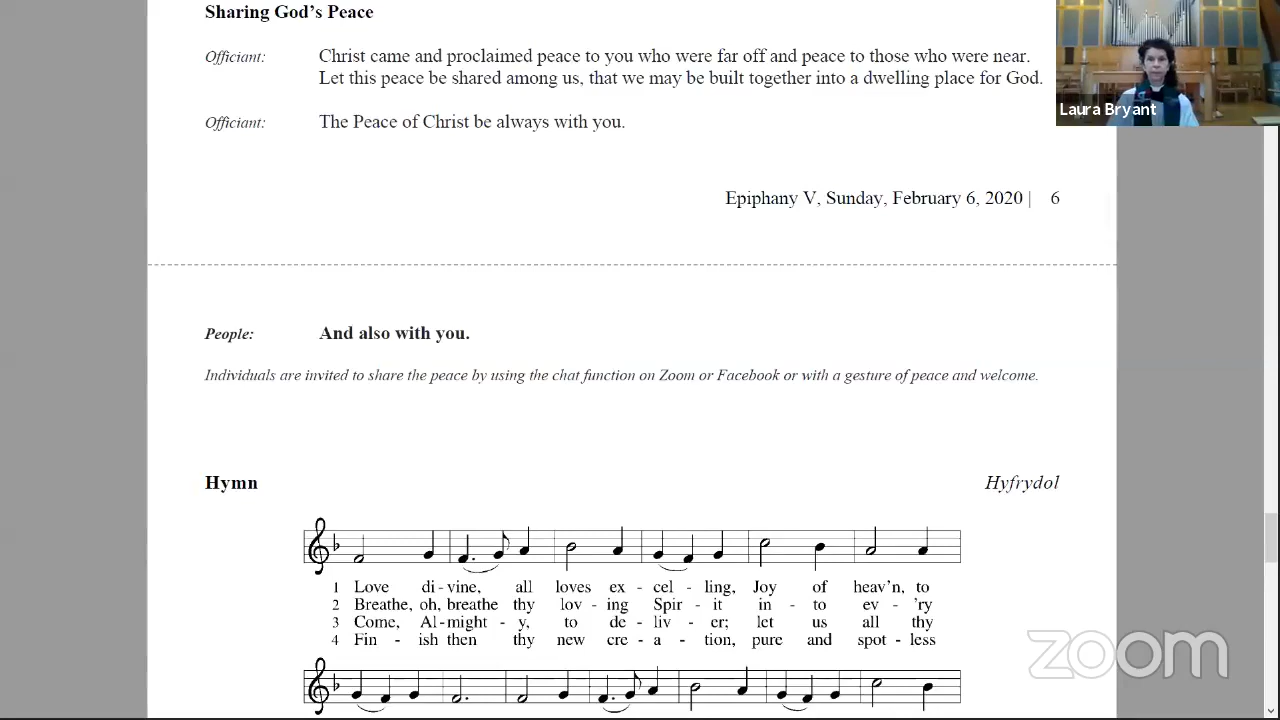 Sharing God's Peace
Officiant: Christ came and proclaimed peace to you who were far off and peace to those who were near.
Let this peace be shared among us, that we may be built together into a dwelling place for God.
Laura Bryant
Officiant: The Peace of Christ be always with you.
Epiphany V, Sunday, February 6, 2020 | 6
People: And also with you.
Individuals are invited to share the peace by using the chat function on Zoom or Facebook or with a gesture of peace and welcome.
Hymn Hyfrydol
1 Love di - vine, all loves ex - cel - ling, Joy of heav'n, to
2 Breathe, oh, breathe thy lov - ing Spir - it in - to ev - 'ry
3 Come, Al - might - y, to de - liv - er; let us all thy
4 Fin - ish then thy new cre - a - tion, pure and spot - less
zoom